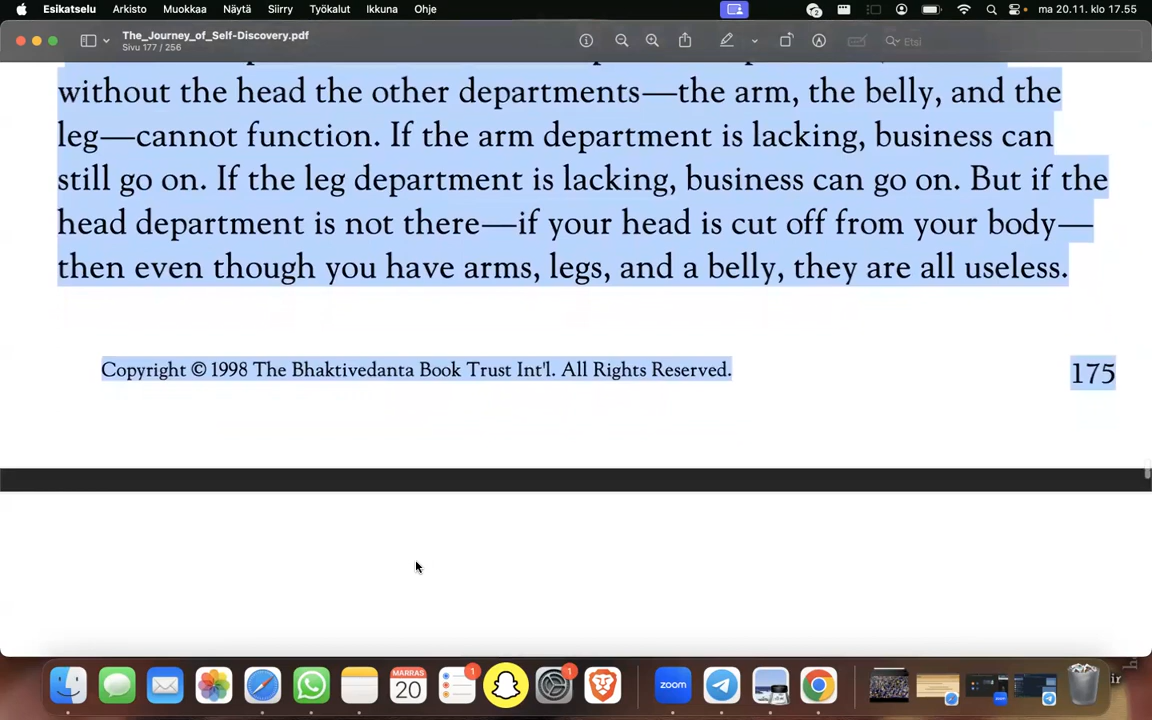 Esikatselu Arkisto Muokkaa Näytä Siirry Työkalut Ikkuna Ohje ma 20.11. klo 17.55
The_Journey_of_Self-Discovery.pdf
Sivu 177 / 256
Etsi
without the head the other departments—the arm, the belly, and the
leg—cannot function. If the arm department is lacking, business can
still go on. If the leg department is lacking, business can go on. But if the
head department is not there—if your head is cut off from your body—
then even though you have arms, legs, and a belly, they are all useless.
Copyright © 1998 The Bhaktivedanta Book Trust Int'l. All Rights Reserved. 175
MARRAS
20
1
1
zoom